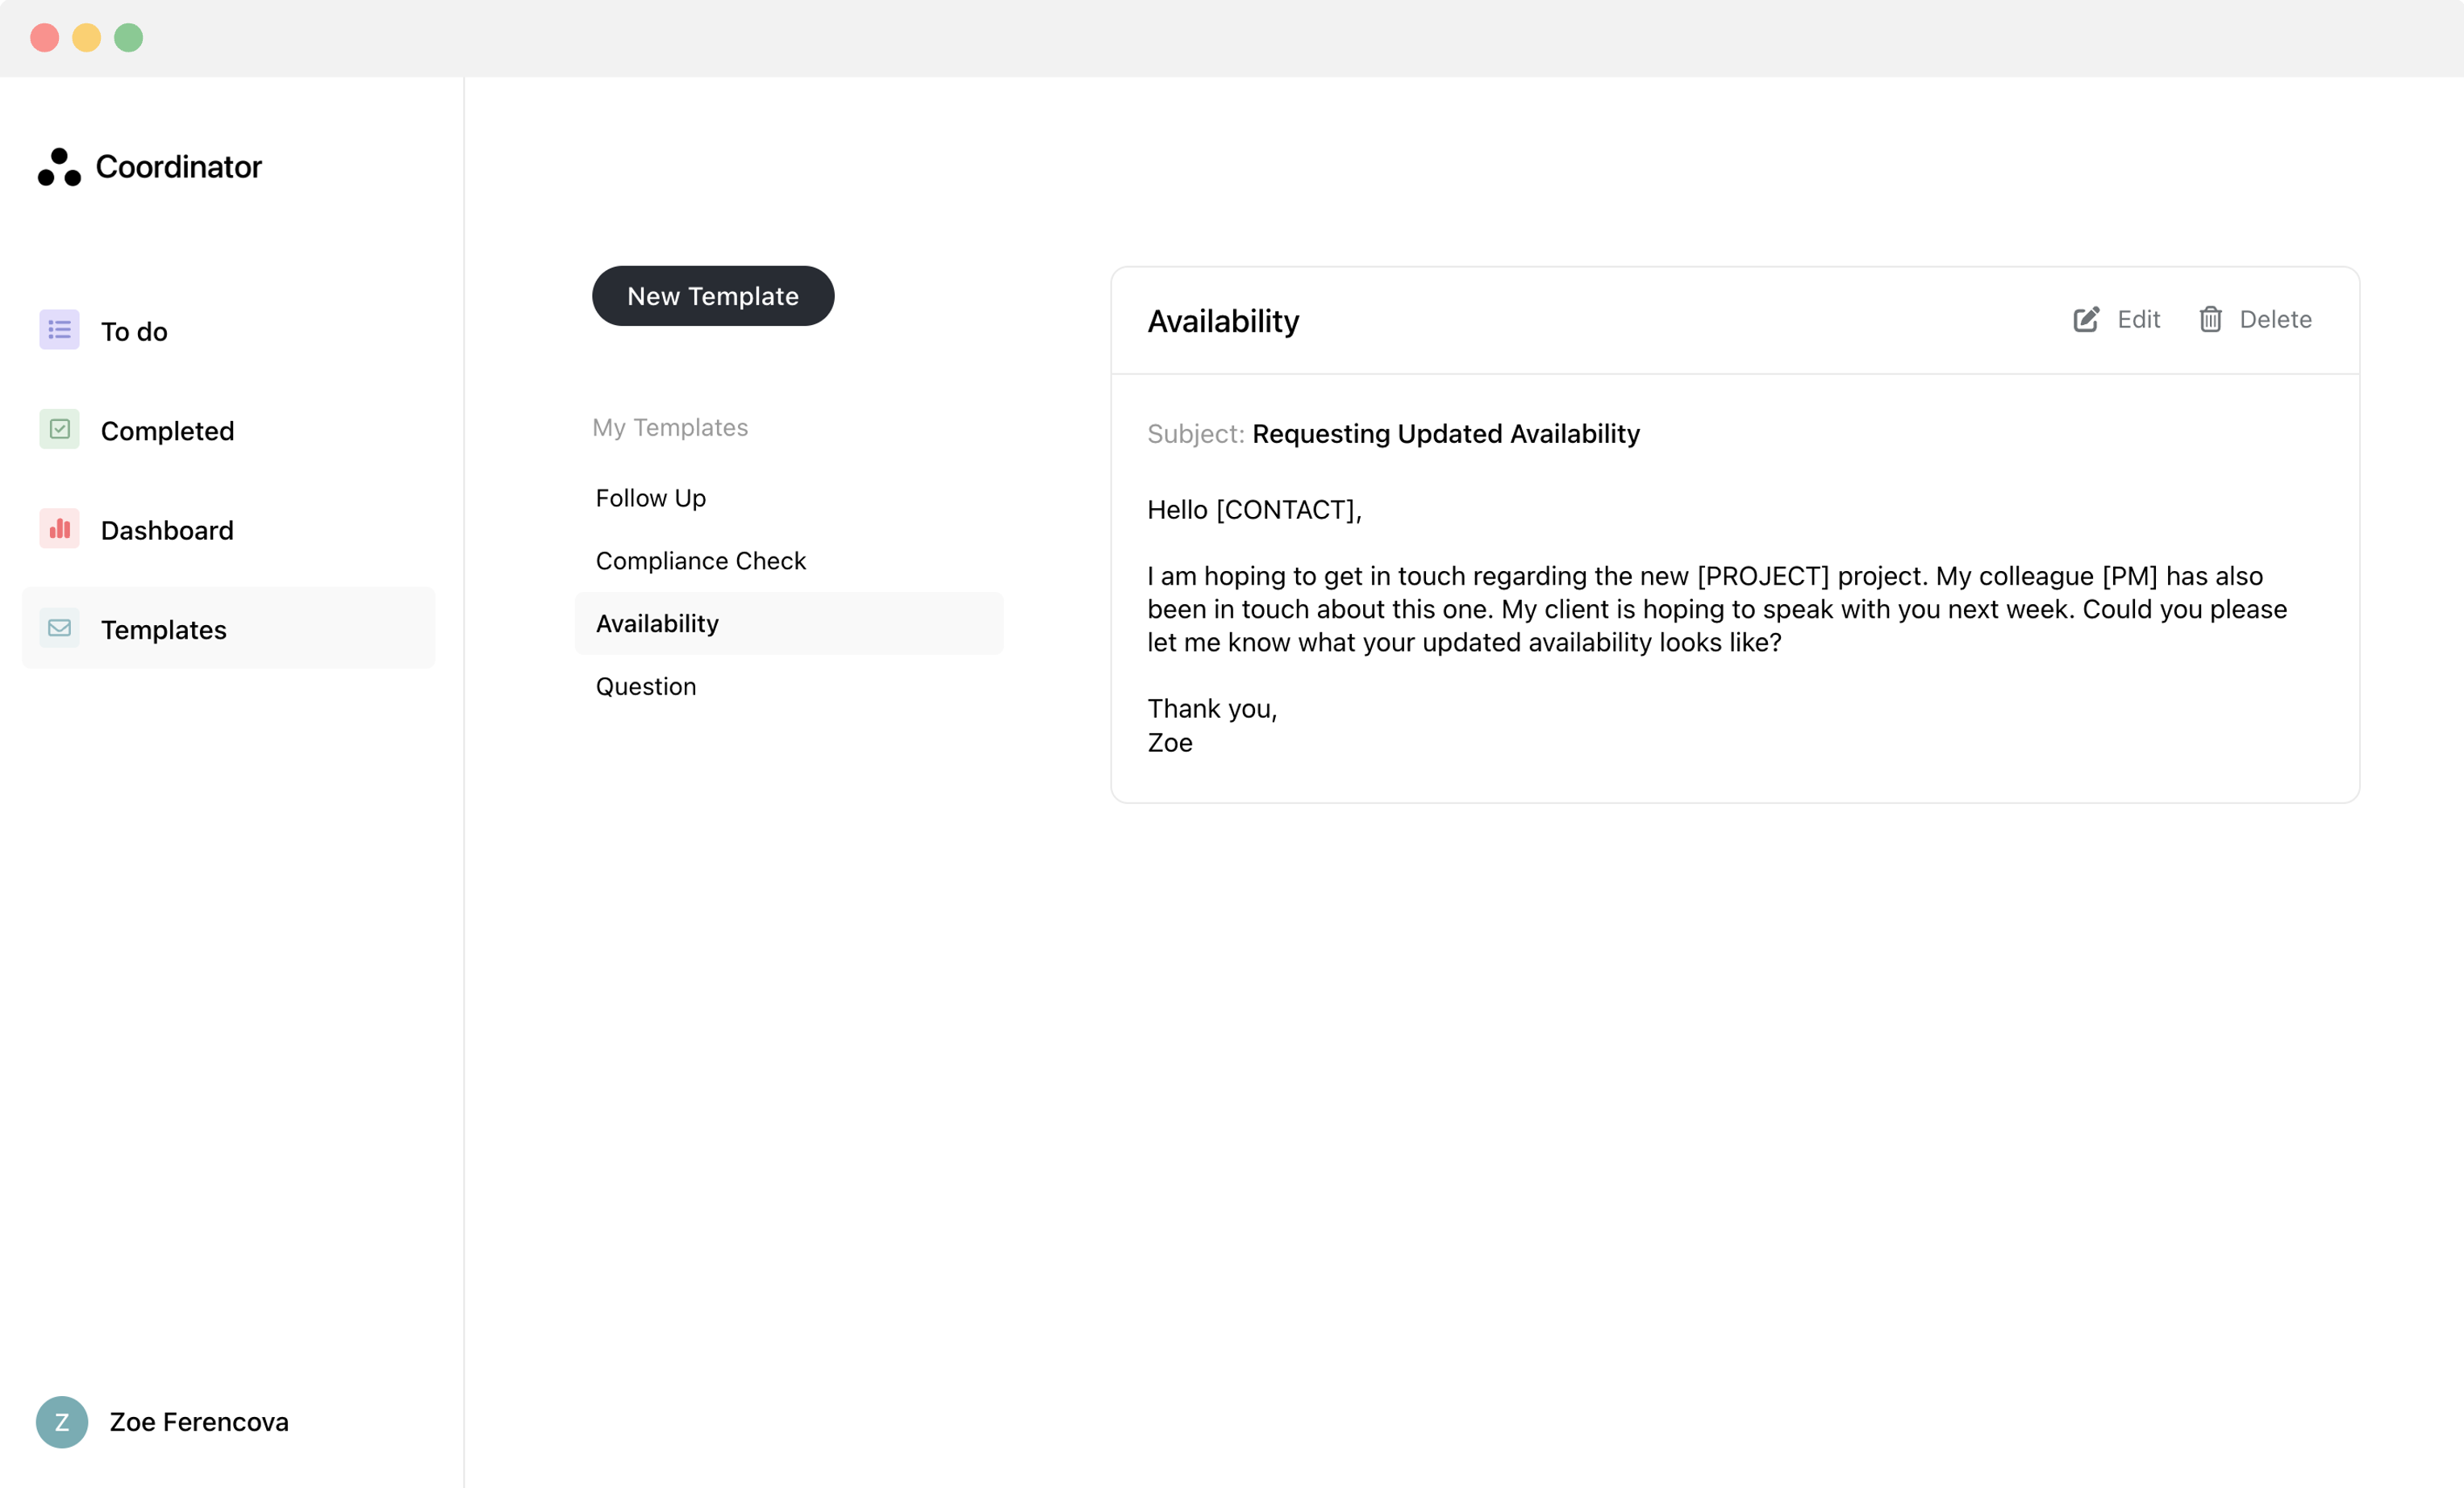 Coordinator
To do
Completed
Dashboard
Templates
Z
Zoe Ferencova
New Template
My Templates
Follow Up
Compliance Check
Availability
Question
Availability
Edit
Delete
Subject: Requesting Updated Availability
Hello [CONTACT],
I am hoping to get in touch regarding the new [PROJECT] project. My colleague [PM] has also
been in touch about this one. My client is hoping to speak with you next week. Could you please
let me know what your updated availability looks like?
Thank you,
Zoe